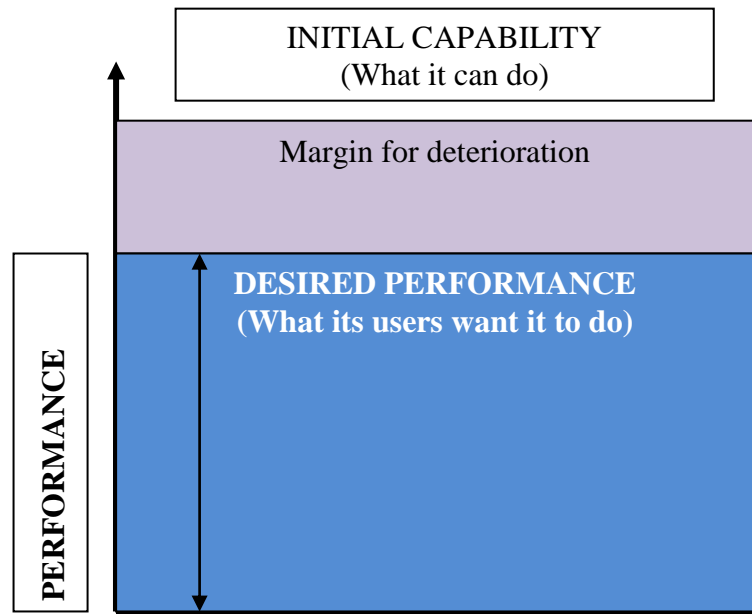 INITIAL CAPABILITY
(What it can do)
Margin for deterioration
DESIRED PERFORMANCE
(What its users want it to do)
PERFORMANCE